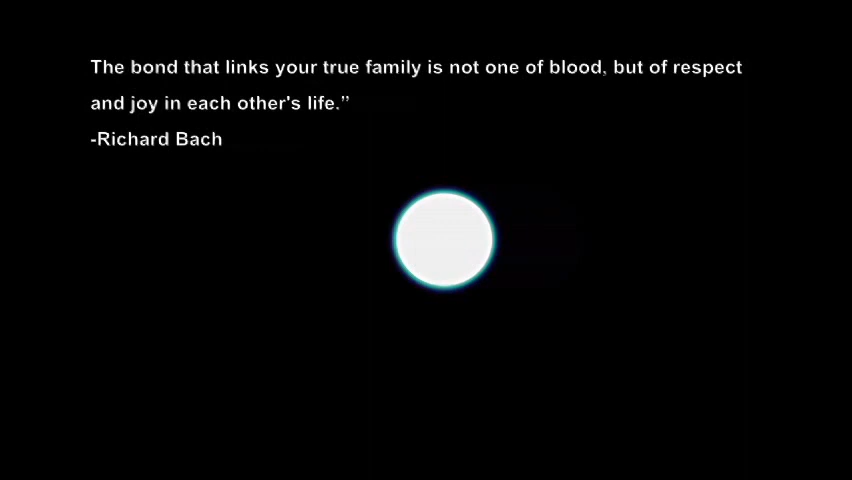 The bond that links your true family is not one of blood, but of respect
and joy in each other's life.”
-Richard Bach